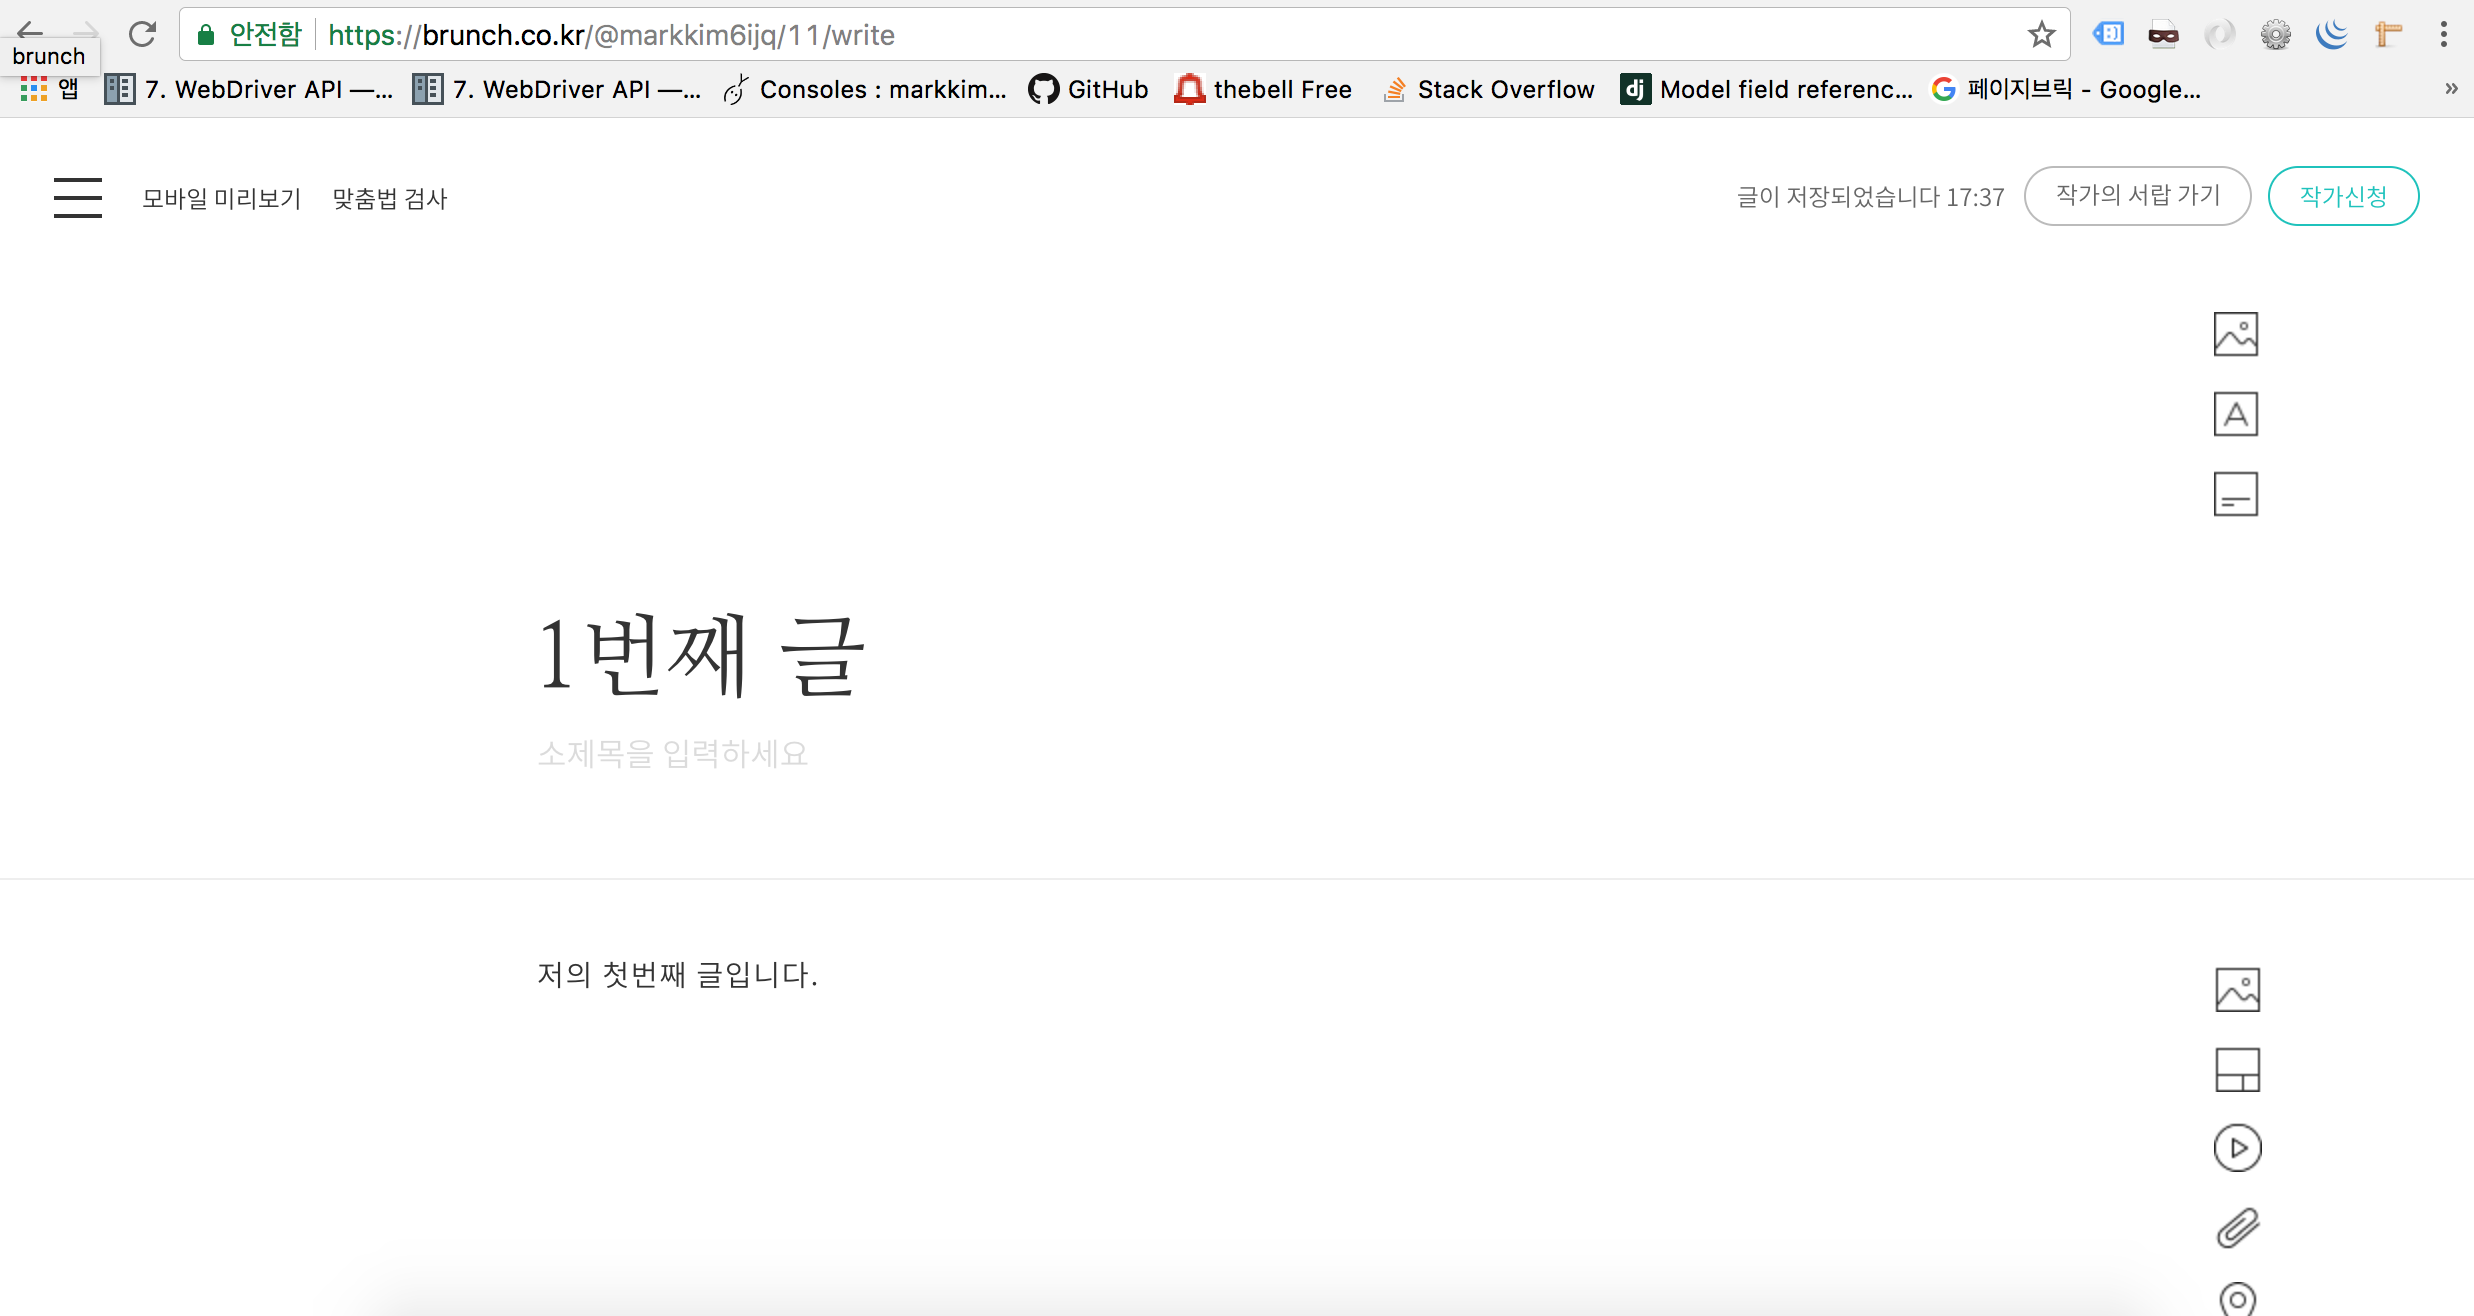 안전함 https://brunch.co.kr/@markkim6ijq/11/write
brunch
앱 7. WebDriver API —... 7. WebDriver API —... Consoles : markkim... GitHub thebell Free Stack Overflow dj Model field referenc... 페이지브릭 - Google... »
모바일 미리보기 맞춤법 검사 글이 저장되었습니다 17:37 작가의 서랍 가기 작가신청
A
1번째 글
소제목을 입력하세요
저의 첫번째 글입니다.